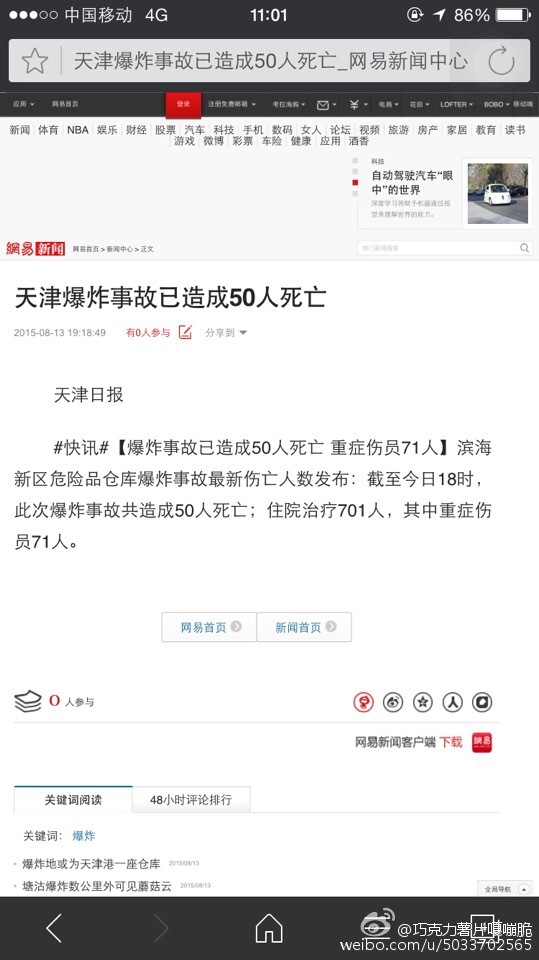 中国移动 4G 11:01 86%
天津爆炸事故已造成50人死亡_网易新闻中心
应用 网易首页 登录 注册免费邮箱 考拉海购 电商 花田 LOFTER BOBO 移动端
新闻 体育 NBA 娱乐 财经 股票 汽车 科技 手机 数码 女人 论坛 视频 旅游 房产 家居 教育 读书
游戏 微博 彩票 车险 健康 应用 酒香
科技
自动驾驶汽车“眼
中”的世界
深度学习将赋予机器通过视
觉来理解世界的能力。
網易 新闻 网易首页 > 新闻中心 > 正文
热门新闻搜索
天津爆炸事故已造成50人死亡
2015-08-13 19:18:49 有0人参与 分享到
天津日报
#快讯#【爆炸事故已造成50人死亡 重症伤员71人】滨海
新区危险品仓库爆炸事故最新伤亡人数发布：截至今日18时，
此次爆炸事故共造成50人死亡；住院治疗701人，其中重症伤
员71人。
网易首页 新闻首页
0 人参与
网易新闻客户端 下载 網易
关键词阅读 48小时评论排行
关键词： 爆炸
爆炸地或为天津港一座仓库 2015/08/13
塘沽爆炸数公里外可见蘑菇云 2015/08/13
全局导航
@巧克力薯片嘎嘣脆
weibo.com/u/5033702565